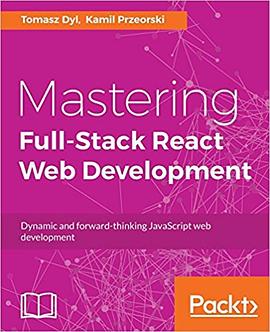 Tomasz Dyl, Kamil Przeorski
Mastering
Full-Stack React
Web Development
Dynamic and forward-thinking JavaScript web
development
Packt>